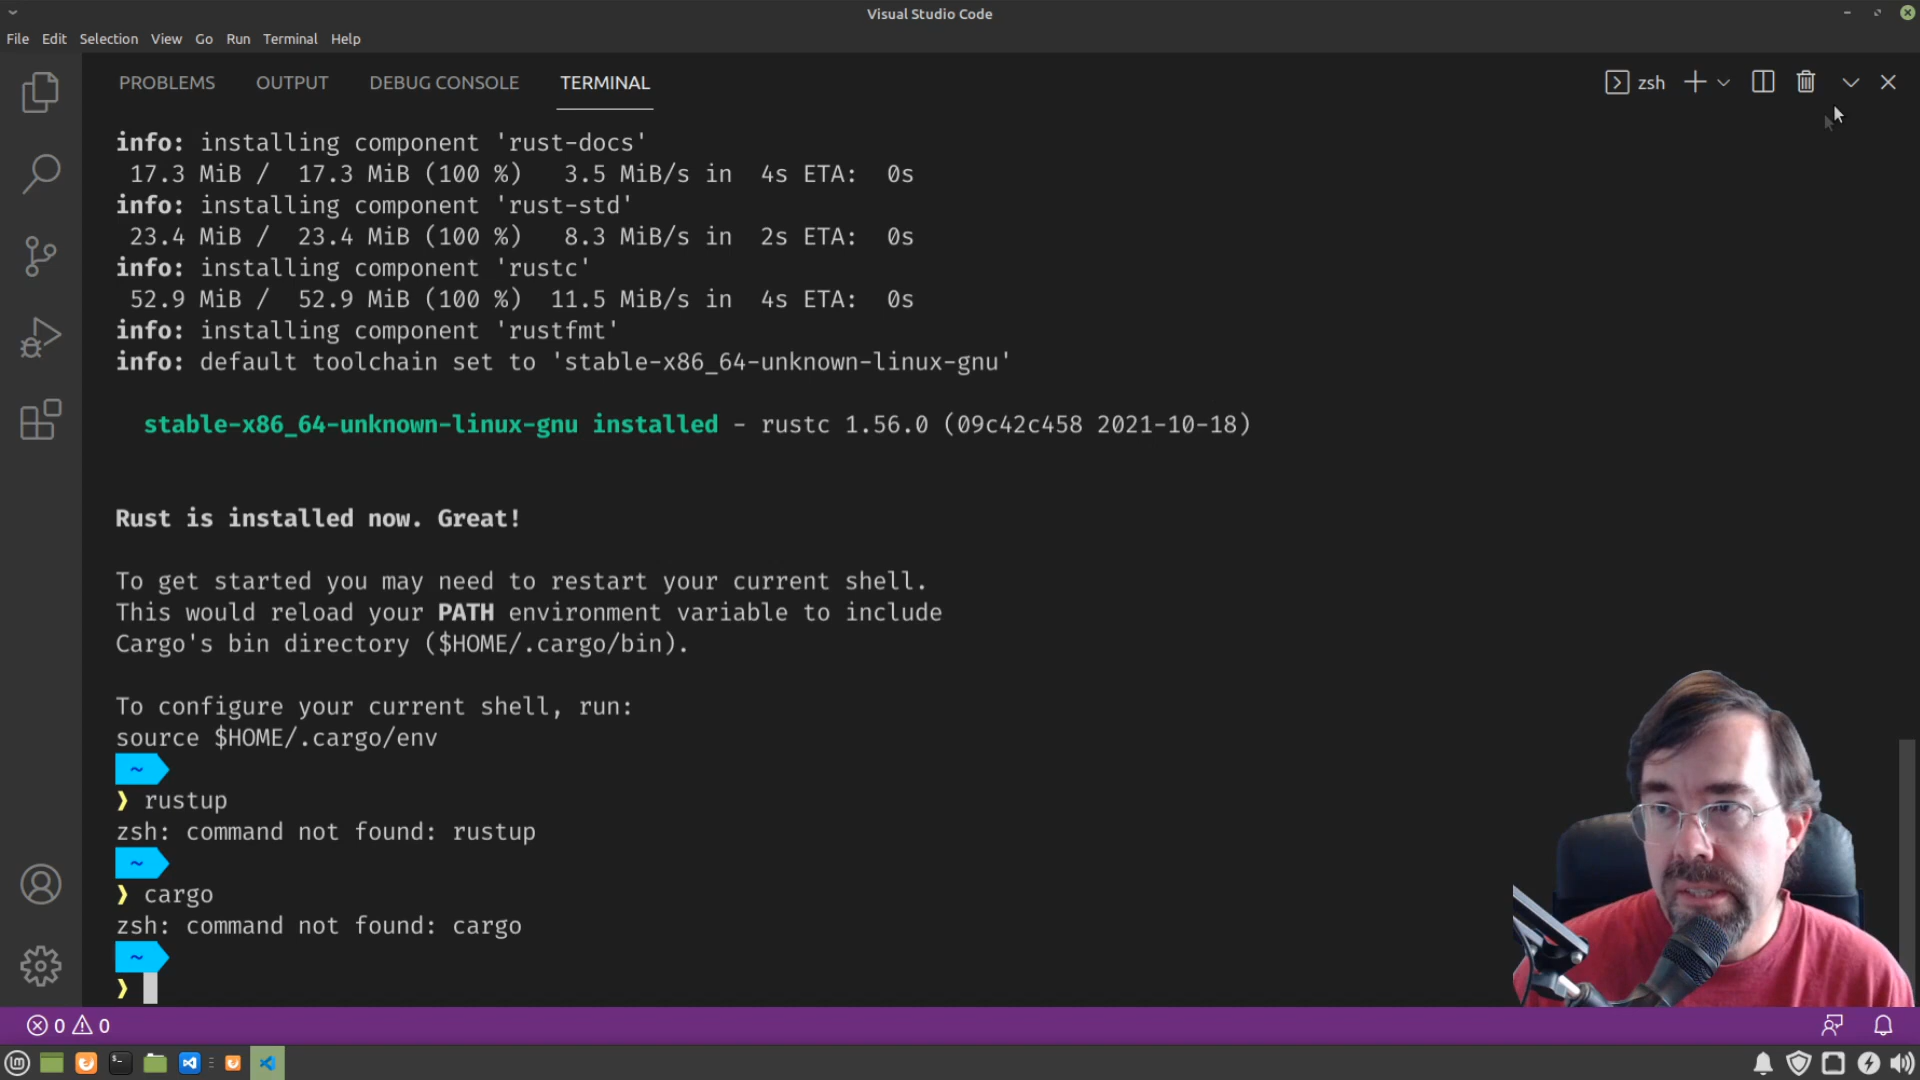 Visual Studio Code
File Edit Selection View Go Run Terminal Help
PROBLEMS OUTPUT DEBUG CONSOLE TERMINAL zsh
info: installing component 'rust-docs'
17.3 MiB / 17.3 MiB (100 %) 3.5 MiB/s in 4s ETA: 0s
info: installing component 'rust-std'
23.4 MiB / 23.4 MiB (100 %) 8.3 MiB/s in 2s ETA: 0s
info: installing component 'rustc'
52.9 MiB / 52.9 MiB (100 %) 11.5 MiB/s in 4s ETA: 0s
info: installing component 'rustfmt'
info: default toolchain set to 'stable-x86_64-unknown-linux-gnu'
stable-x86_64-unknown-linux-gnu installed - rustc 1.56.0 (09c42c458 2021-10-18)
Rust is installed now. Great!
To get started you may need to restart your current shell.
This would reload your PATH environment variable to include
Cargo's bin directory ($HOME/.cargo/bin).
To configure your current shell, run:
source $HOME/.cargo/env
~
❯ rustup
zsh: command not found: rustup
~
❯ cargo
zsh: command not found: cargo
~
❯
0 0